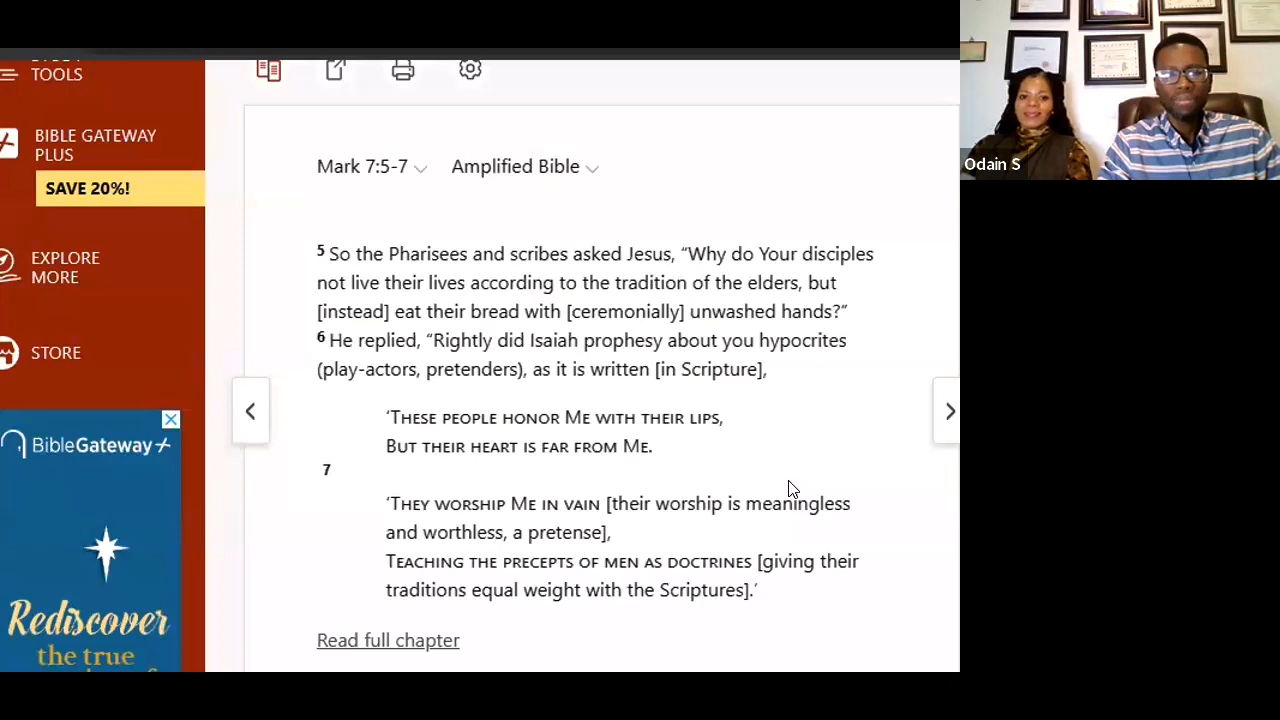 STUDY
TOOLS
BIBLE GATEWAY
PLUS
SAVE 20%!
EXPLORE
MORE
STORE
BibleGateway+
Rediscover
the true
Mark 7:5-7
Amplified Bible
5 So the Pharisees and scribes asked Jesus, “Why do Your disciples
not live their lives according to the tradition of the elders, but
[instead] eat their bread with [ceremonially] unwashed hands?”
6 He replied, “Rightly did Isaiah prophesy about you hypocrites
(play-actors, pretenders), as it is written [in Scripture],
‘These people honor Me with their lips,
But their heart is far from Me.
7
‘They worship Me in vain [their worship is meaningless
and worthless, a pretense],
Teaching the precepts of men as doctrines [giving their
traditions equal weight with the Scriptures].’
Read full chapter
Odain S